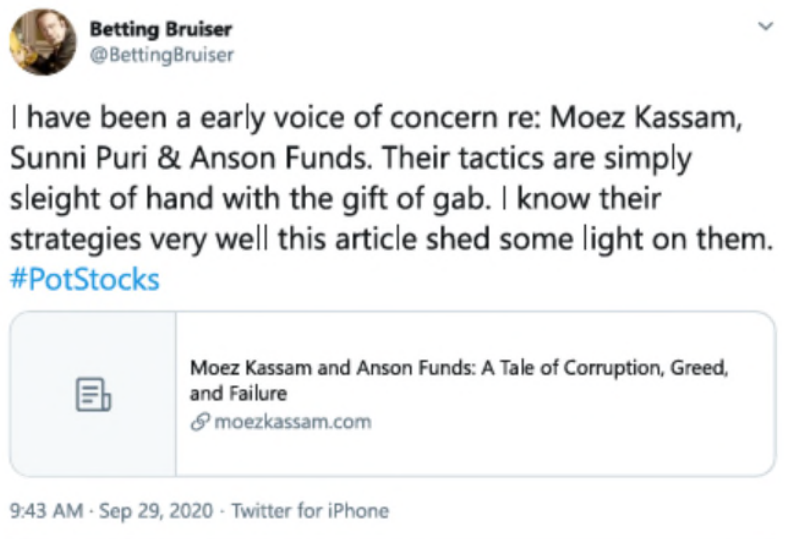 Betting Bruiser
@BettingBruiser
I have been a early voice of concern re: Moez Kassam,
Sunni Puri & Anson Funds. Their tactics are simply
sleight of hand with the gift of gab. I know their
strategies very well this article shed some light on them.
#PotStocks
Moez Kassam and Anson Funds: A Tale of Corruption, Greed,
and Failure
moezkassam.com
9:43 AM · Sep 29, 2020 · Twitter for iPhone